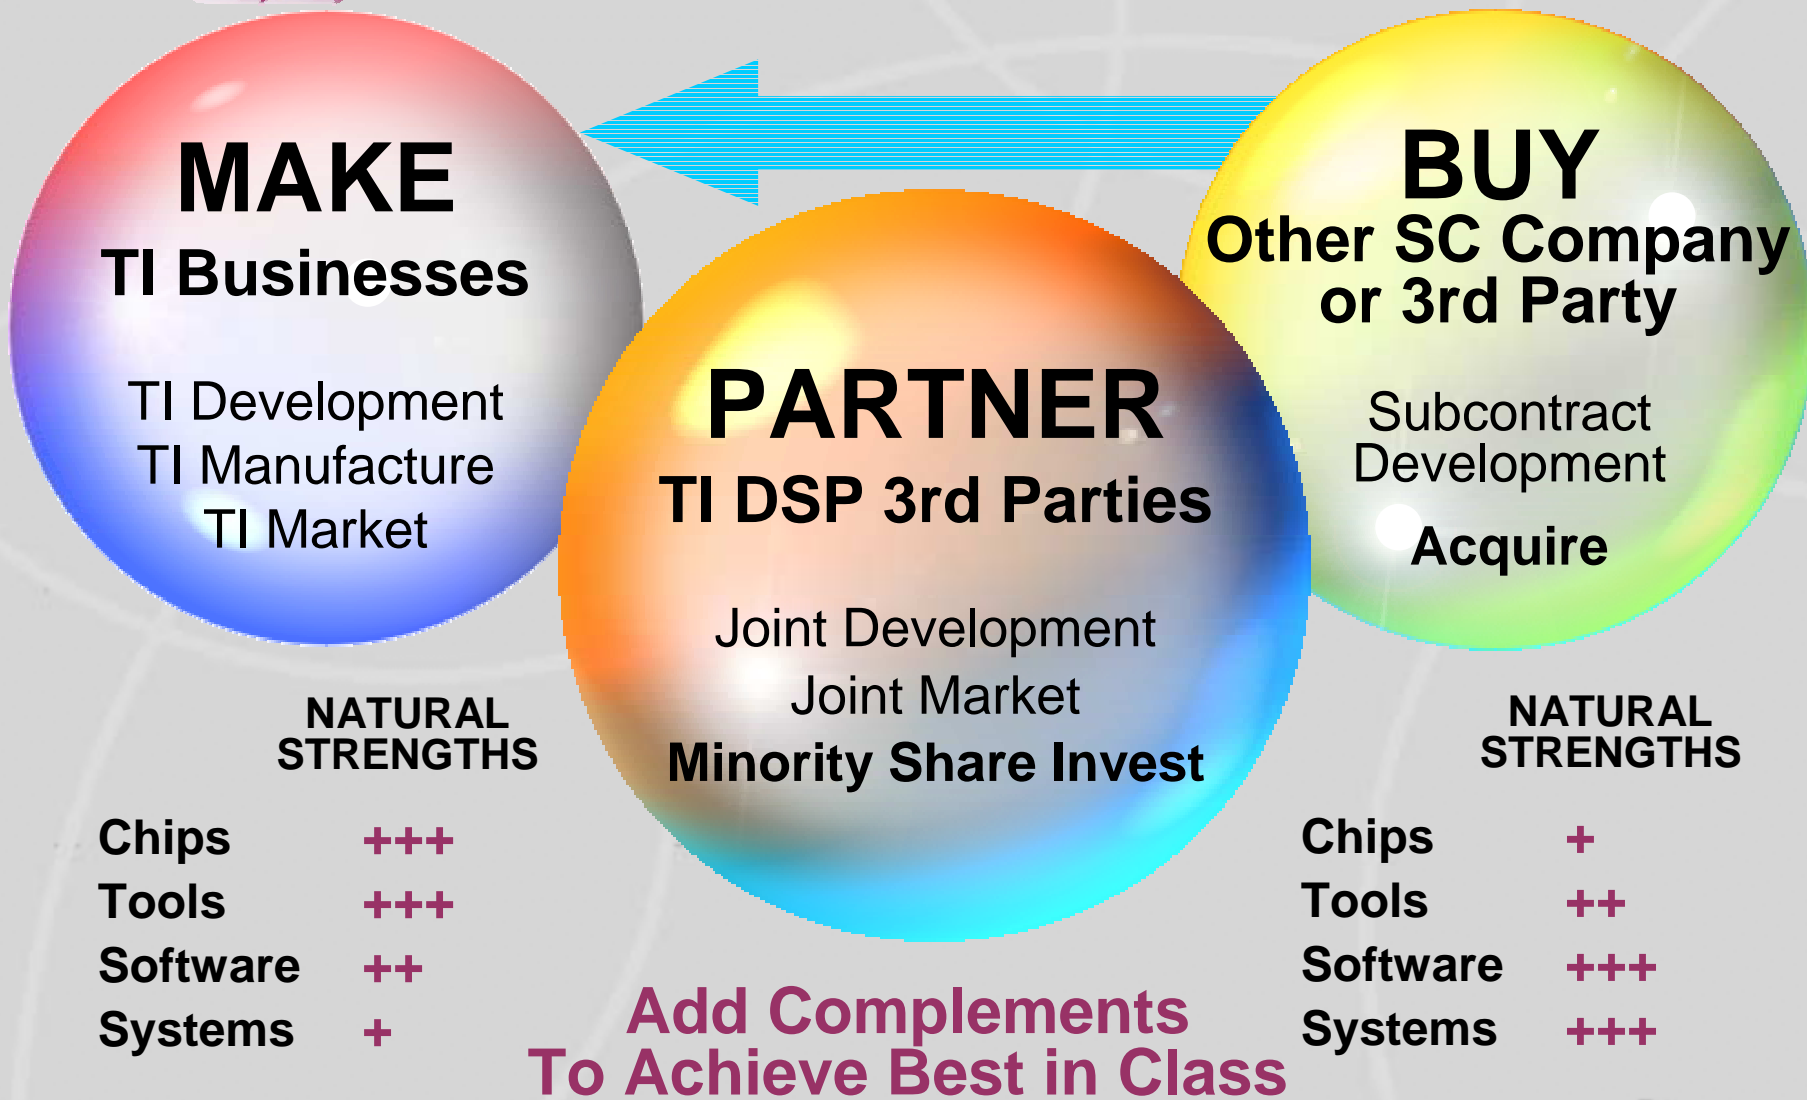 MAKE
TI Businesses
TI Development
TI Manufacture
TI Market
PARTNER
TI DSP 3rd Parties
Joint Development
Joint Market
Minority Share Invest
BUY
Other SC Company
or 3rd Party
Subcontract
Development
Acquire
NATURAL
STRENGTHS
Chips +++
Tools +++
Software ++
Systems +
NATURAL
STRENGTHS
Chips +
Tools ++
Software +++
Systems +++
Add Complements
To Achieve Best in Class